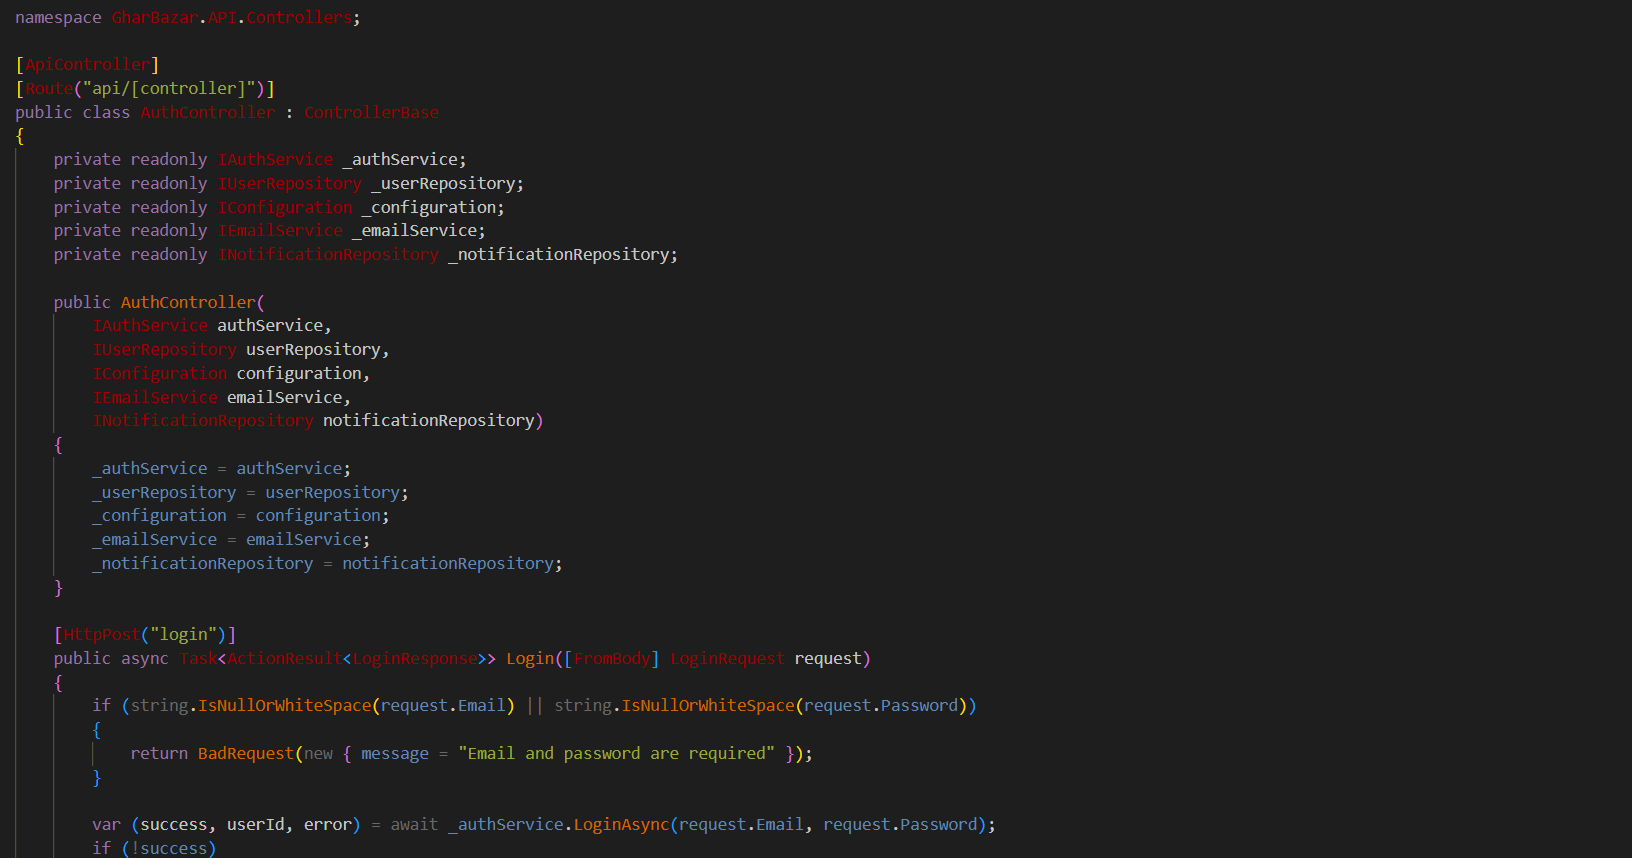 namespace GharBazar.API.Controllers;
[ApiController]
[Route("api/[controller]")]
public class AuthController : ControllerBase
{
private readonly IAuthService _authService;
private readonly IUserRepository _userRepository;
private readonly IConfiguration _configuration;
private readonly IEmailService _emailService;
private readonly INotificationRepository _notificationRepository;
public AuthController(
IAuthService authService,
IUserRepository userRepository,
IConfiguration configuration,
IEmailService emailService,
INotificationRepository notificationRepository)
{
_authService = authService;
_userRepository = userRepository;
_configuration = configuration;
_emailService = emailService;
_notificationRepository = notificationRepository;
}
[HttpPost("login")]
public async Task<ActionResult<LoginResponse>> Login([FromBody] LoginRequest request)
{
if (string.IsNullOrWhiteSpace(request.Email) || string.IsNullOrWhiteSpace(request.Password))
{
return BadRequest(new { message = "Email and password are required" });
}
var (success, userId, error) = await _authService.LoginAsync(request.Email, request.Password);
if (!success)